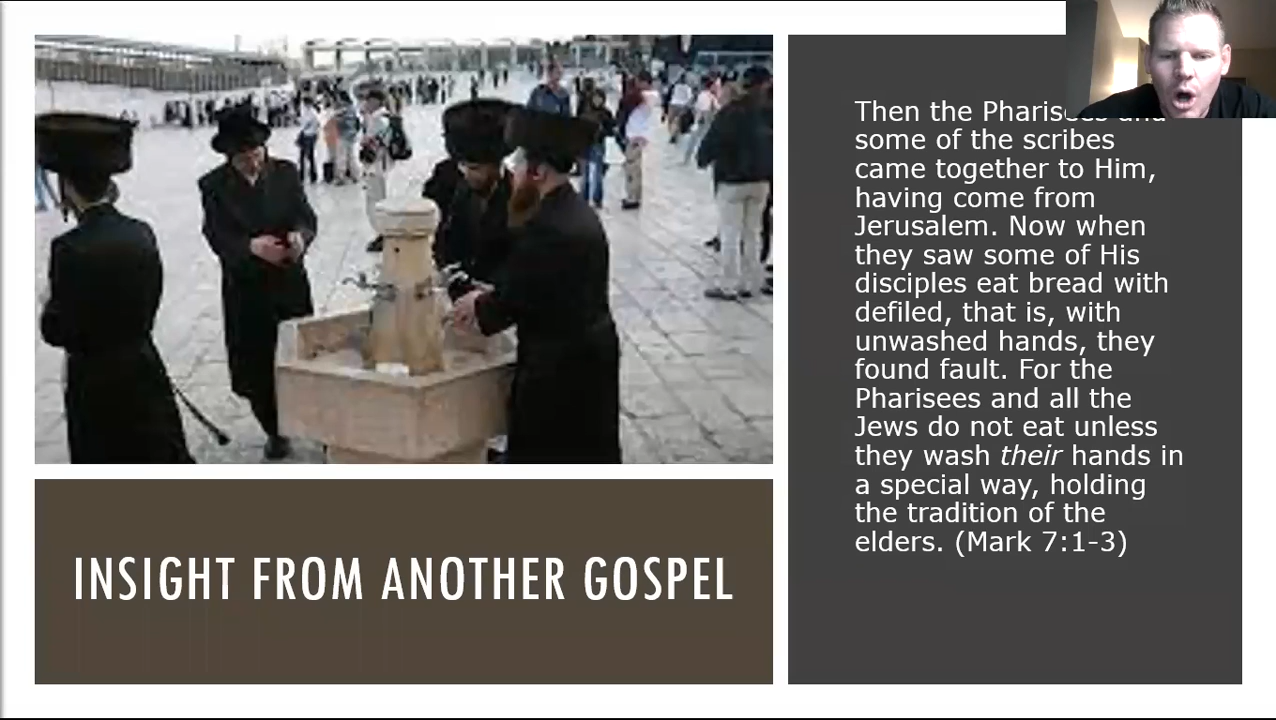 Then the Pharisees and
some of the scribes
came together to Him,
having come from
Jerusalem. Now when
they saw some of His
disciples eat bread with
defiled, that is, with
unwashed hands, they
found fault. For the
Pharisees and all the
Jews do not eat unless
they wash their hands in
a special way, holding
the tradition of the
elders. (Mark 7:1-3)
INSIGHT FROM ANOTHER GOSPEL